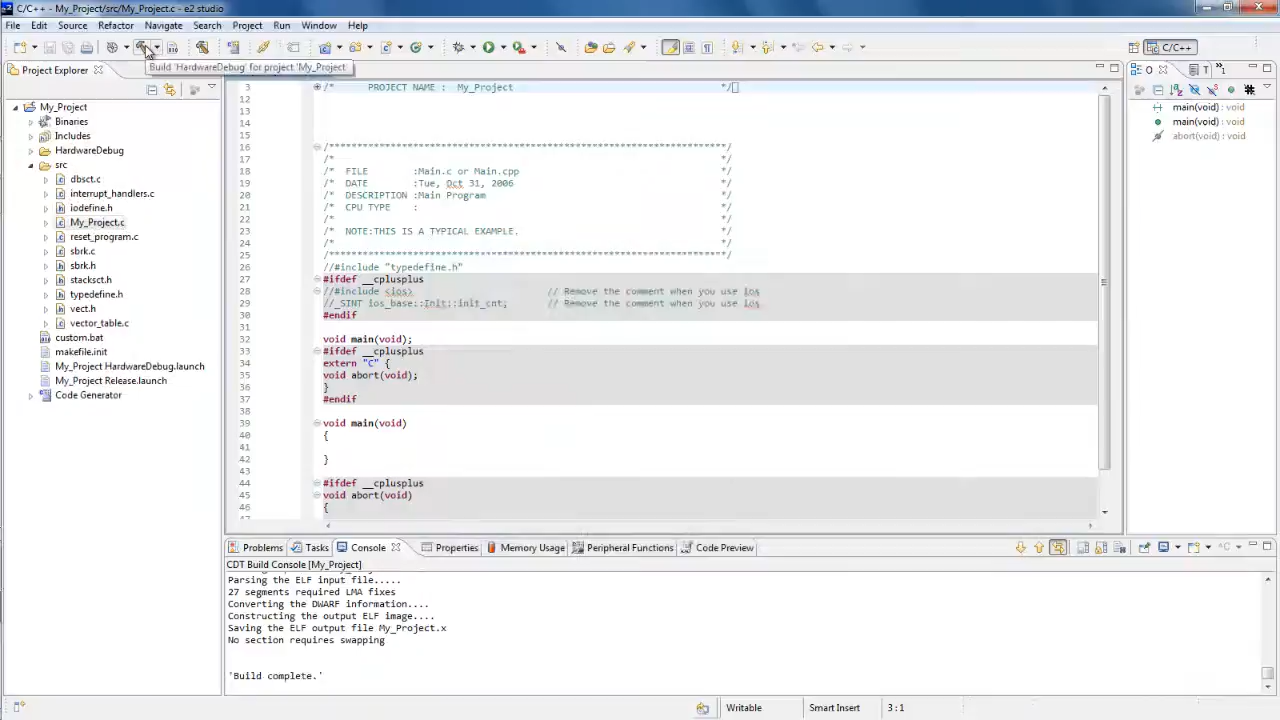 C/C++ - My_Project/src/My_Project.c - e2 studio
File Edit Source Refactor Navigate Search Project Run Window Help
C/C++
Build 'HardwareDebug' for project 'My_Project'
Project Explorer
O T 1
My_Project
Binaries
Includes
HardwareDebug
src
dbsct.c
interrupt_handlers.c
iodefine.h
My_Project.c
reset_program.c
sbrk.c
sbrk.h
stacksct.h
typedefine.h
vect.h
vector_table.c
custom.bat
makefile.init
My_Project HardwareDebug.launch
My_Project Release.launch
Code Generator
3 /* PROJECT NAME : My_Project */
12
13
14
15
16 /***********************************************************************/
17 /* */
18 /* FILE :Main.c or Main.cpp */
19 /* DATE :Tue, Oct 31, 2006 */
20 /* DESCRIPTION :Main Program */
21 /* CPU TYPE : */
22 /* */
23 /* NOTE:THIS IS A TYPICAL EXAMPLE. */
24 /* */
25 /***********************************************************************/
26 //#include "typedefine.h"
27 #ifdef __cplusplus
28 //#include <ios> // Remove the comment when you use ios
29 //_SINT ios_base::Init::init_cnt; // Remove the comment when you use ios
30 #endif
31
32 void main(void);
33 #ifdef __cplusplus
34 extern "C" {
35 void abort(void);
36 }
37 #endif
38
39 void main(void)
40 {
41
42 }
43
44 #ifdef __cplusplus
45 void abort(void)
46 {
main(void) : void
main(void) : void
abort(void) : void
Problems Tasks Console Properties Memory Usage Peripheral Functions Code Preview
CDT Build Console [My_Project]
Parsing the ELF input file.....
27 segments required LMA fixes
Converting the DWARF information....
Constructing the output ELF image....
Saving the ELF output file My_Project.x
No section requires swapping
'Build complete.'
Writable Smart Insert 3 : 1